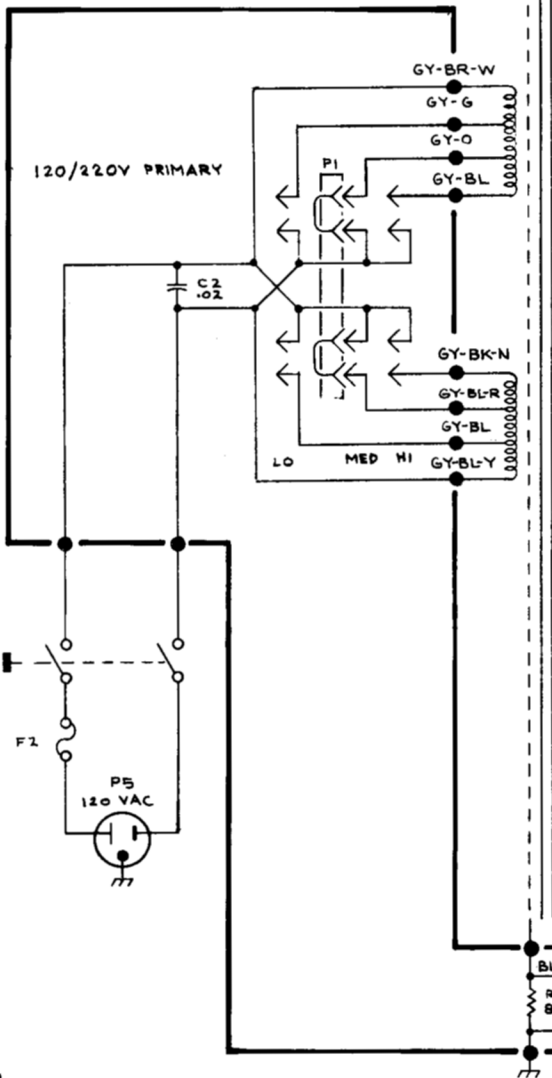 GY-BR-W
GY-G
GY-O
P1
GY-BL
120/220V PRIMARY
C2
.02
GY-BK-N
GY-BL-R
GY-BL
LO MED HI GY-BL-Y
F2
P5
120 VAC